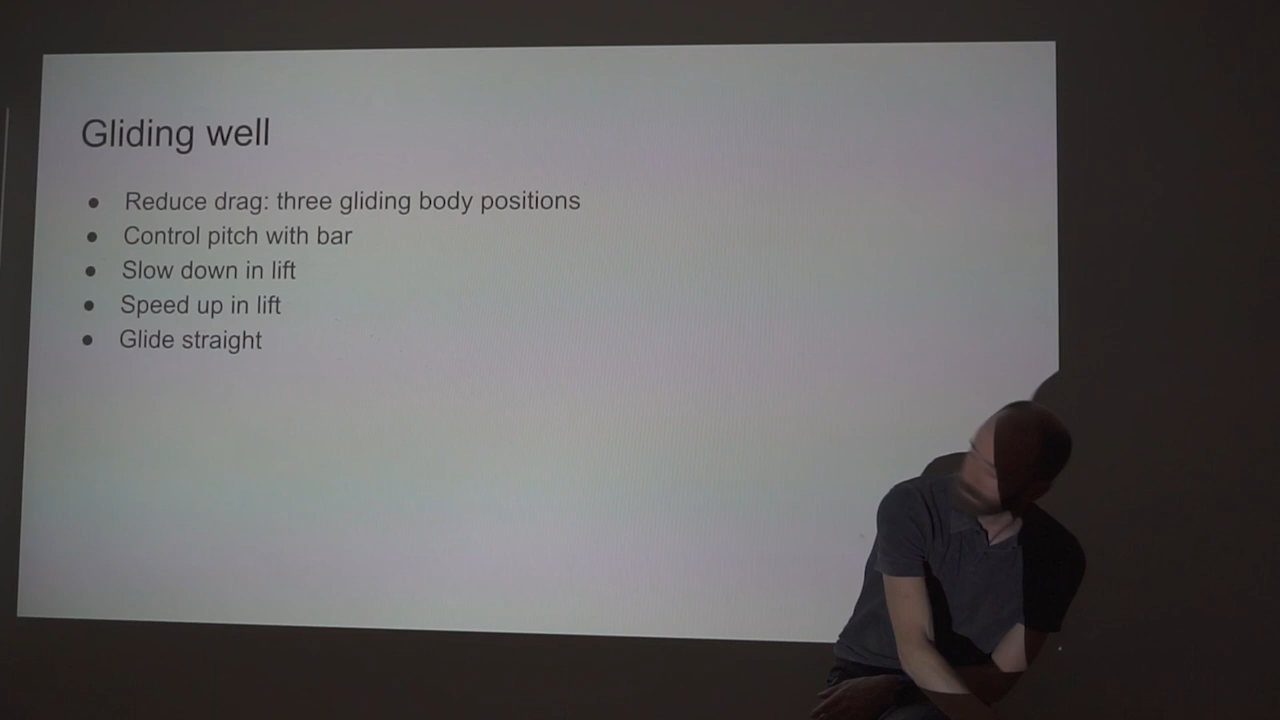 Gliding well
● Reduce drag: three gliding body positions
● Control pitch with bar
● Slow down in lift
● Speed up in lift
● Glide straight